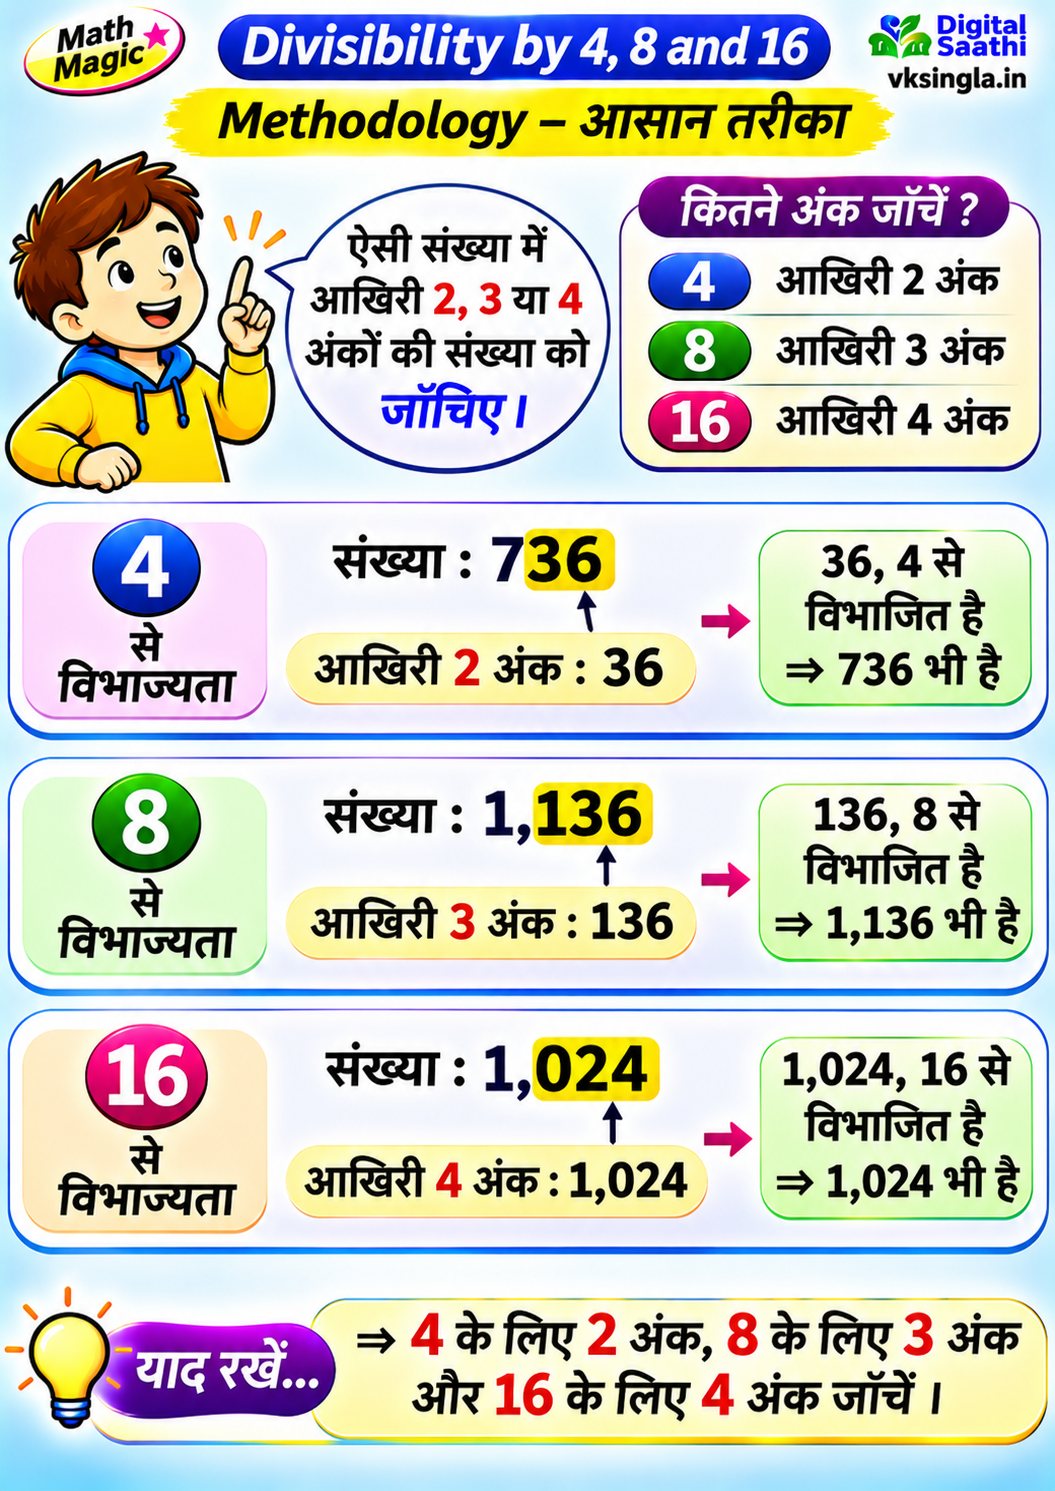 Math
Magic
Divisibility by 4, 8 and 16
Digital
Saathi
vksingla.in
Methodology – आसान तरीका
ऐसी संख्या में
आखिरी 2, 3 या 4
अंकों की संख्या को
जॉचिए।
कितने अंक जॉचें ?
4 आखिरी 2 अंक
8 आखिरी 3 अंक
16 आखिरी 4 अंक
4
से
विभाज्यता
संख्या : 736
आखिरी 2 अंक : 36
36, 4 से
विभाजित है
⇒ 736 भी है
8
से
विभाज्यता
संख्या : 1,136
आखिरी 3 अंक : 136
136, 8 से
विभाजित है
⇒ 1,136 भी है
16
से
विभाज्यता
संख्या : 1,024
आखिरी 4 अंक : 1,024
1,024, 16 से
विभाजित है
⇒ 1,024 भी है
याद रखें...
⇒ 4 के लिए 2 अंक, 8 के लिए 3 अंक
और 16 के लिए 4 अंक जॉचें ।